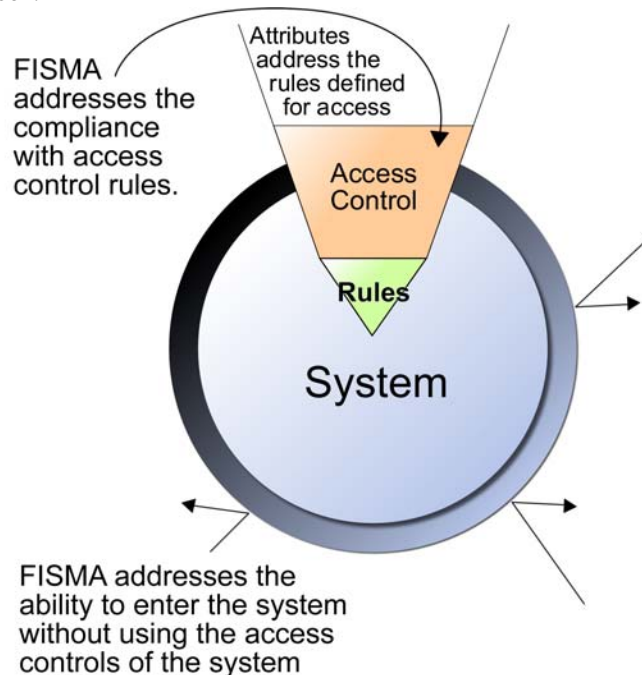 FISMA
addresses the
compliance
with access
control rules.
Attributes
address the
rules defined
for access
Access
Control
Rules
System
FISMA addresses the
ability to enter the system
without using the access
controls of the system